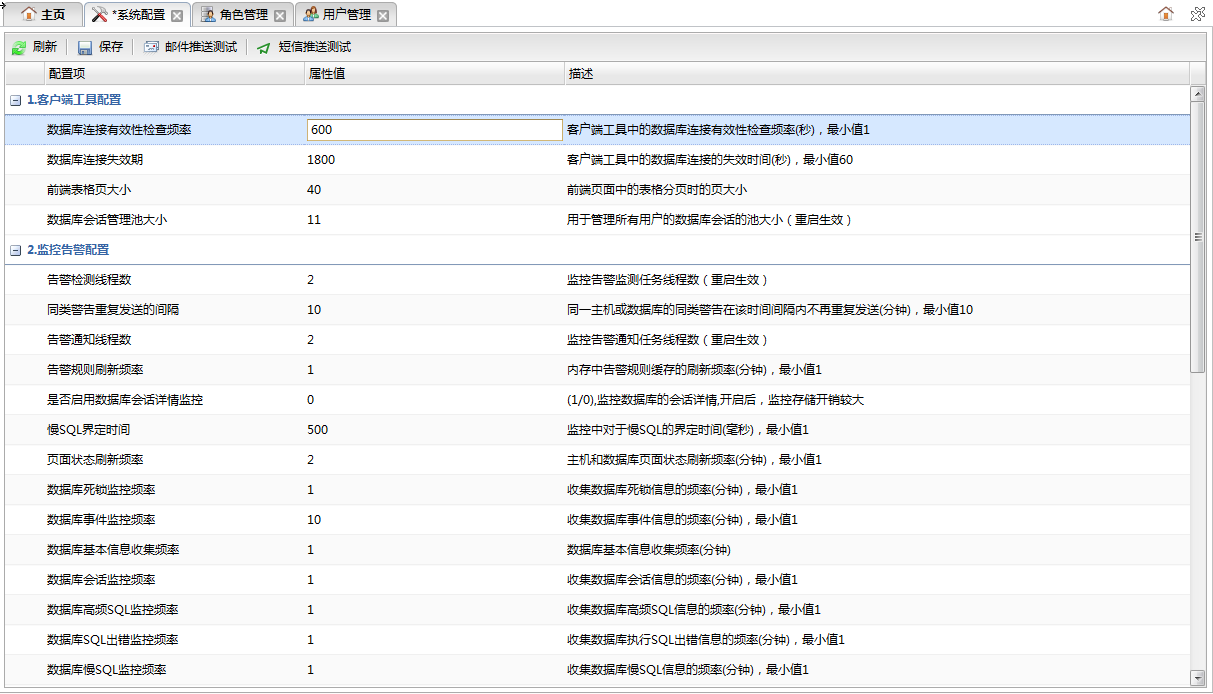 主页 *系统配置 角色管理 用户管理
刷新 保存 邮件推送测试 短信推送测试
配置项 属性值 描述
1.客户端工具配置
数据库连接有效性检查频率 600 客户端工具中的数据库连接有效性检查频率(秒)，最小值1
数据库连接失效期 1800 客户端工具中的数据库连接的失效时间(秒)，最小值60
前端表格页大小 40 前端页面中的表格分页时的页大小
数据库会话管理池大小 11 用于管理所有用户的数据库会话的池大小（重启生效）
2.监控告警配置
告警检测线程数 2 监控告警监测任务线程数（重启生效）
同类警告重复发送的间隔 10 同一主机或数据库的同类警告在该时间间隔内不再重复发送(分钟)，最小值10
告警通知线程数 2 监控告警通知任务线程数（重启生效）
告警规则刷新频率 1 内存中告警规则缓存的刷新频率(分钟)，最小值1
是否启用数据库会话详情监控 0 (1/0),监控数据库的会话详情,开启后，监控存储开销较大
慢SQL界定时间 500 监控中对于慢SQL的界定时间(毫秒)，最小值1
页面状态刷新频率 2 主机和数据库页面状态刷新频率(分钟)，最小值1
数据库死锁监控频率 1 收集数据库死锁信息的频率(分钟)，最小值1
数据库事件监控频率 10 收集数据库事件信息的频率(分钟)，最小值1
数据库基本信息收集频率 1 数据库基本信息收集频率(分钟)
数据库会话监控频率 1 收集数据库会话信息的频率(分钟)，最小值1
数据库高频SQL监控频率 1 收集数据库高频SQL信息的频率(分钟)，最小值1
数据库SQL出错监控频率 1 收集数据库执行SQL出错信息的频率(分钟)，最小值1
数据库慢SQL监控频率 1 收集数据库慢SQL信息的频率(分钟)，最小值1